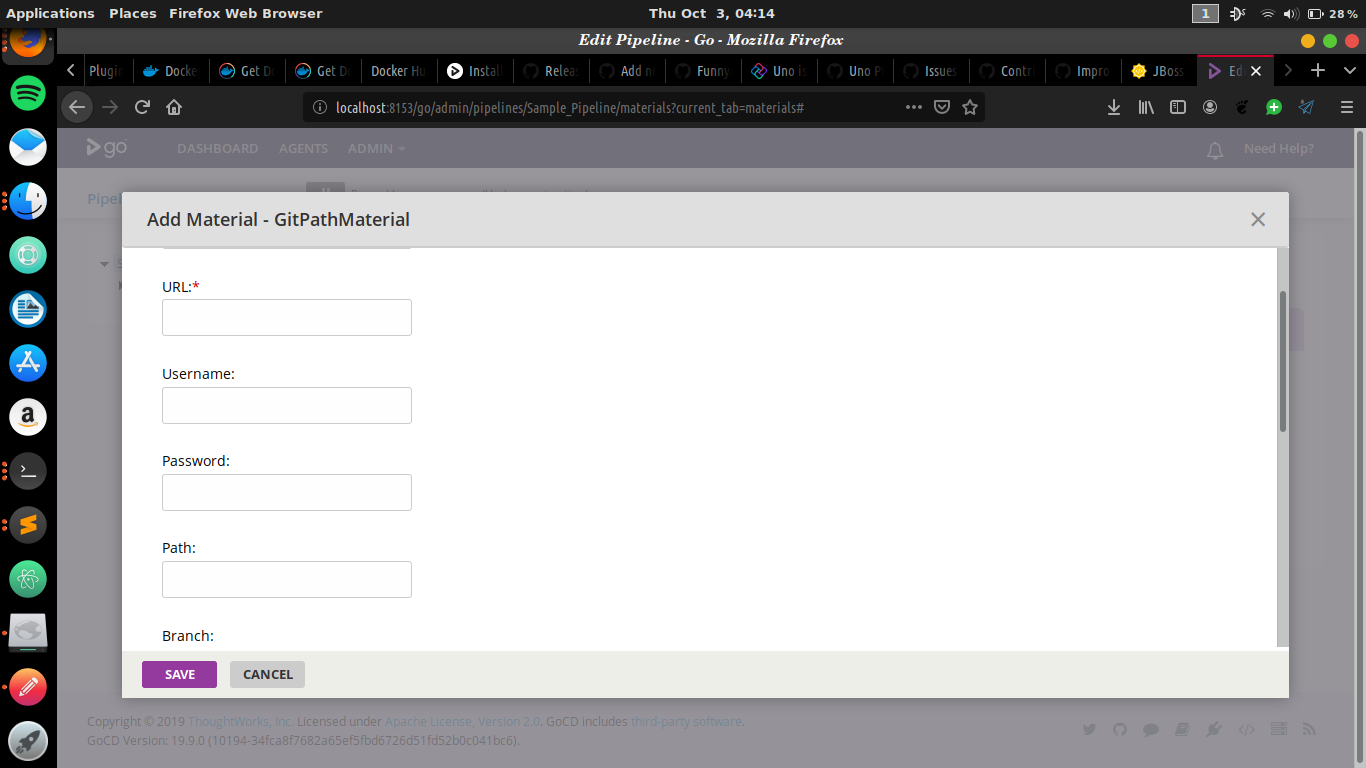 Applications Places Firefox Web Browser Thu Oct 3, 04:14 1 28 %
Edit Pipeline - Go - Mozilla Firefox
Plugin Docke Get D Get D Docker Hu Instal Relea Add n Funny Uno is Uno P Issues Contr Impro JBoss Ed
localhost:8153/go/admin/pipelines/Sample_Pipeline/materials?current_tab=materials#
go DASHBOARD AGENTS ADMIN Need Help?
Pipel
Add Material - GitPathMaterial
URL:*
Username:
Password:
Path:
Branch:
SAVE CANCEL
Copyright © 2019 ThoughtWorks, Inc. Licensed under Apache License, Version 2.0. GoCD includes third-party software.
GoCD Version: 19.9.0 (10194-34fca8f7682a65ef5fbd6726d51fd52b0c041bc6).